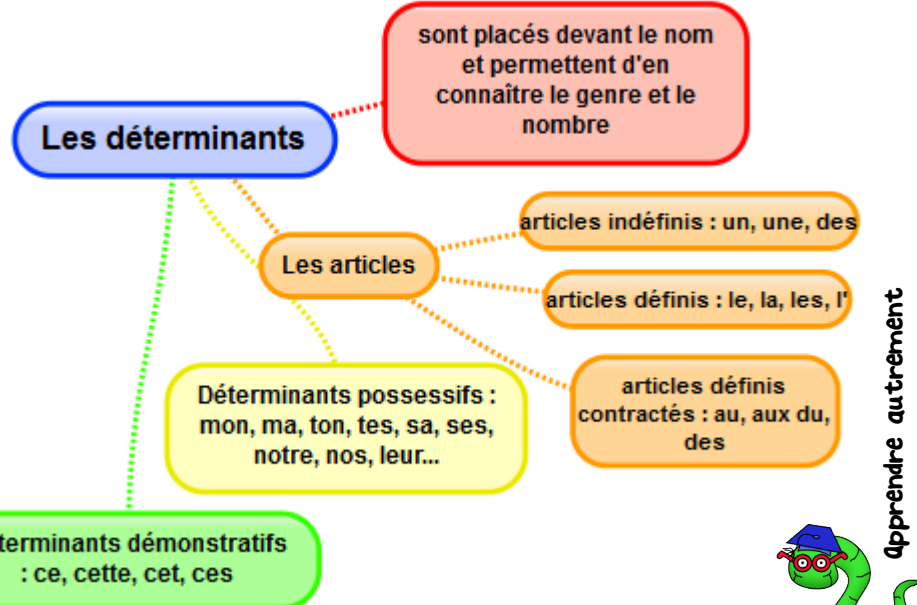 sont placés devant le nom
et permettent d'en
connaître le genre et le
nombre
Les déterminants
articles indéfinis : un, une, des
Les articles
articles définis : le, la, les, l'
articles définis
contractés : au, aux du,
des
Déterminants possessifs :
mon, ma, ton, tes, sa, ses,
notre, nos, leur...
terminants démonstratifs
: ce, cette, cet, ces
apprendre autrement